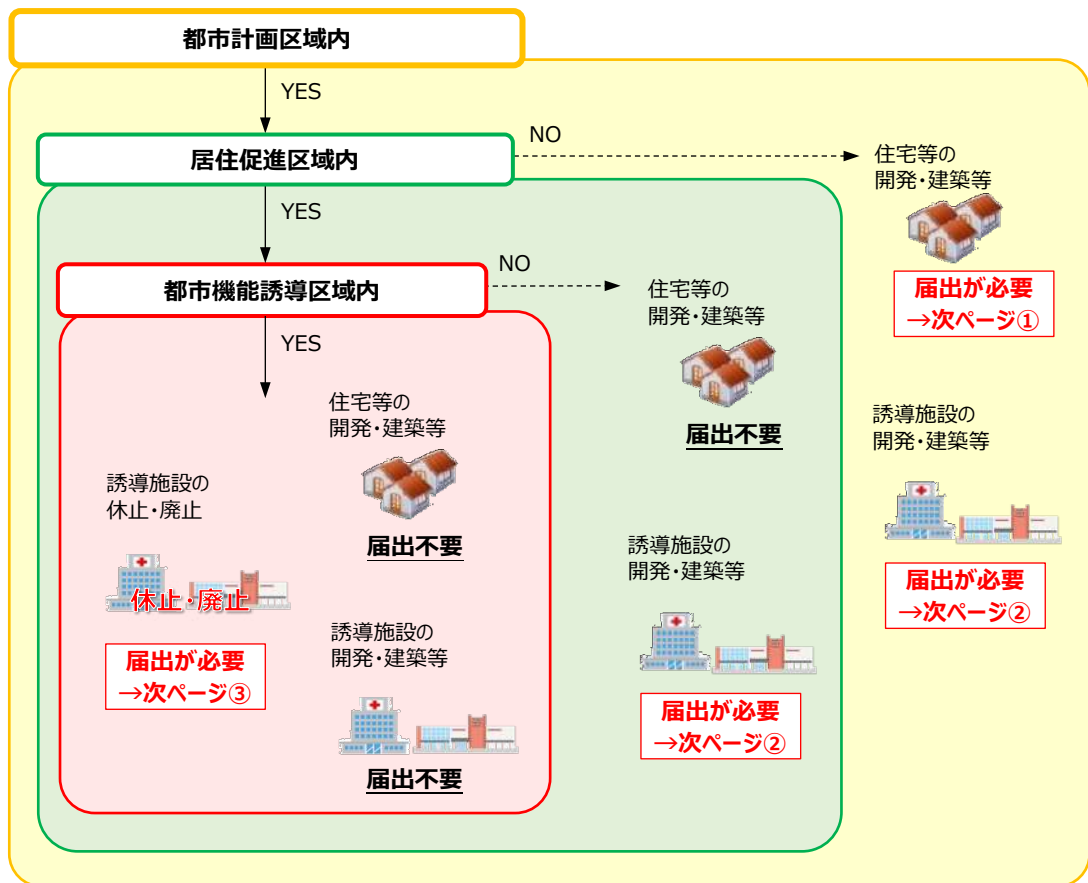 都市計画区域内
YES
居住促進区域内
NO
住宅等の
開発・建築等
届出が必要
→次ページ①
YES
都市機能誘導区域内
NO
住宅等の
開発・建築等
届出不要
YES
住宅等の
開発・建築等
届出不要
誘導施設の
開発・建築等
届出が必要
→次ページ②
誘導施設の
休止・廃止
休止・廃止
届出が必要
→次ページ③
誘導施設の
開発・建築等
届出が必要
→次ページ②
誘導施設の
開発・建築等
届出不要